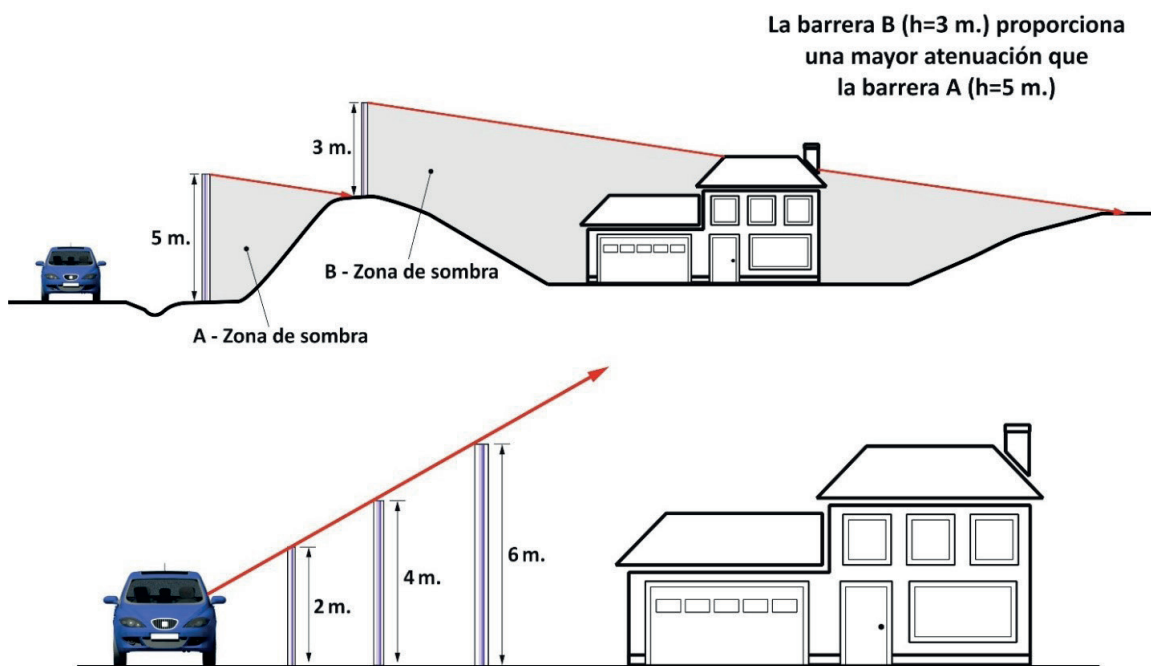 La barrera B (h=3 m.) proporciona
una mayor atenuación que
la barrera A (h=5 m.)
3 m.
5 m.
B - Zona de sombra
A - Zona de sombra
2 m.
4 m.
6 m.